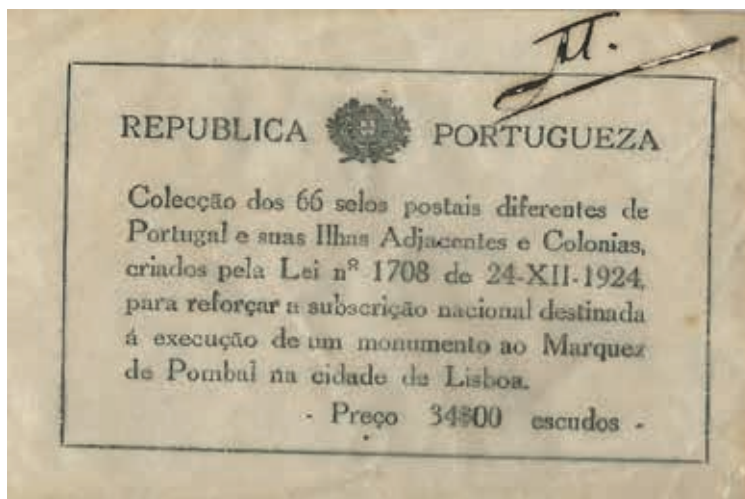 REPUBLICA PORTUGUEZA
Colecção dos 66 selos postais diferentes de
Portugal e suas Ilhas Adjacentes e Colonias,
criados pela Lei nº 1708 de 24-XII-1924,
para reforçar a subscrição nacional destinada
á execução de um monumento ao Marquez
de Pombal na cidade de Lisboa.
- Preço 34$00 escudos -